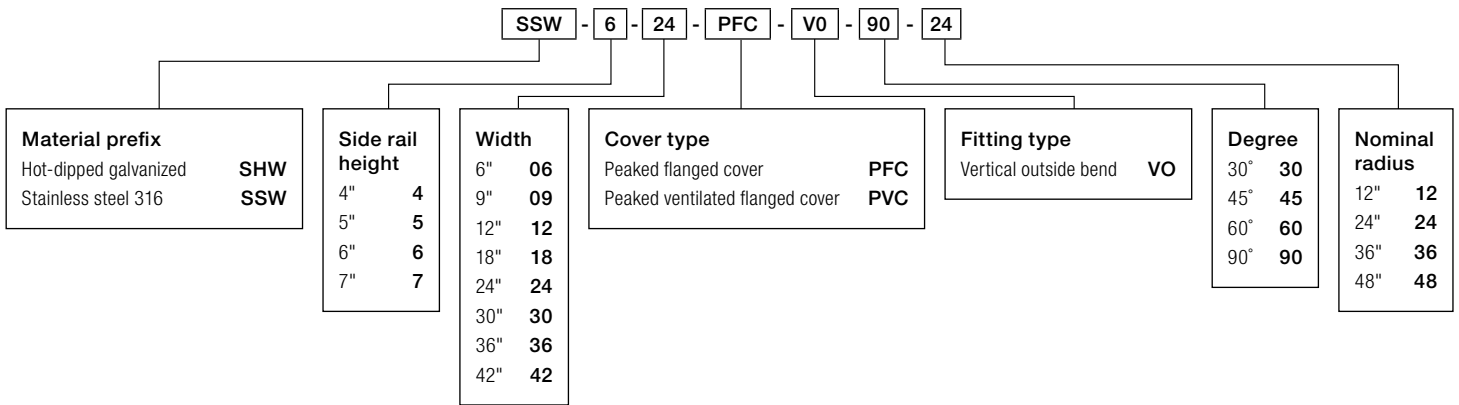 SSW - 6 - 24 - PFC - V0 - 90 - 24
Material prefix
Hot-dipped galvanized SHW
Stainless steel 316 SSW
Side rail
height
4" 4
5" 5
6" 6
7" 7
Width
6" 06
9" 09
12" 12
18" 18
24" 24
30" 30
36" 36
42" 42
Cover type
Peaked flanged cover PFC
Peaked ventilated flanged cover PVC
Fitting type
Vertical outside bend VO
Degree
30˚ 30
45˚ 45
60˚ 60
90˚ 90
Nominal
radius
12" 12
24" 24
36" 36
48" 48